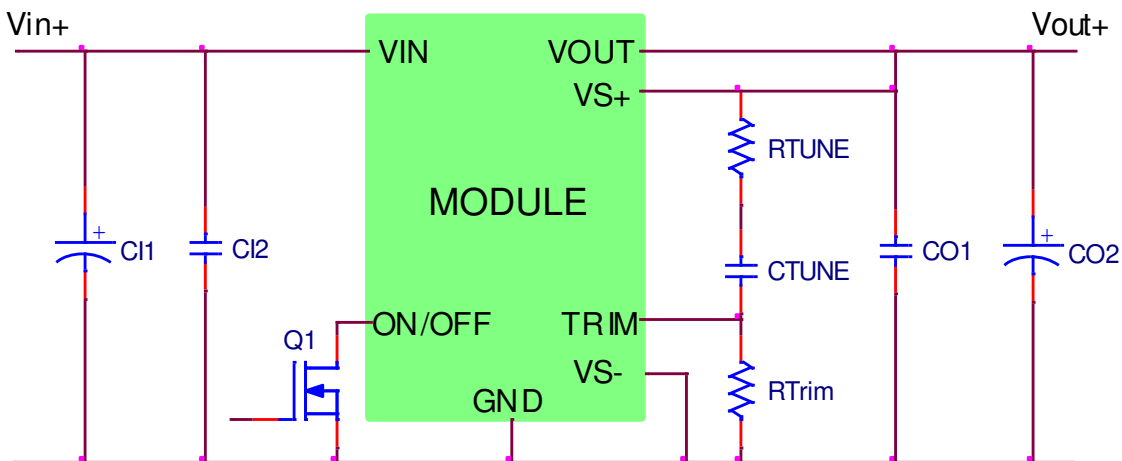 Vin+
Vout+
VIN
VOUT
VS+
RTUNE
MODULE
+
CI1
CI2
CTUNE
CO1
+
CO2
ON/OFF
TRIM
Q1
VS-
RTrim
GND